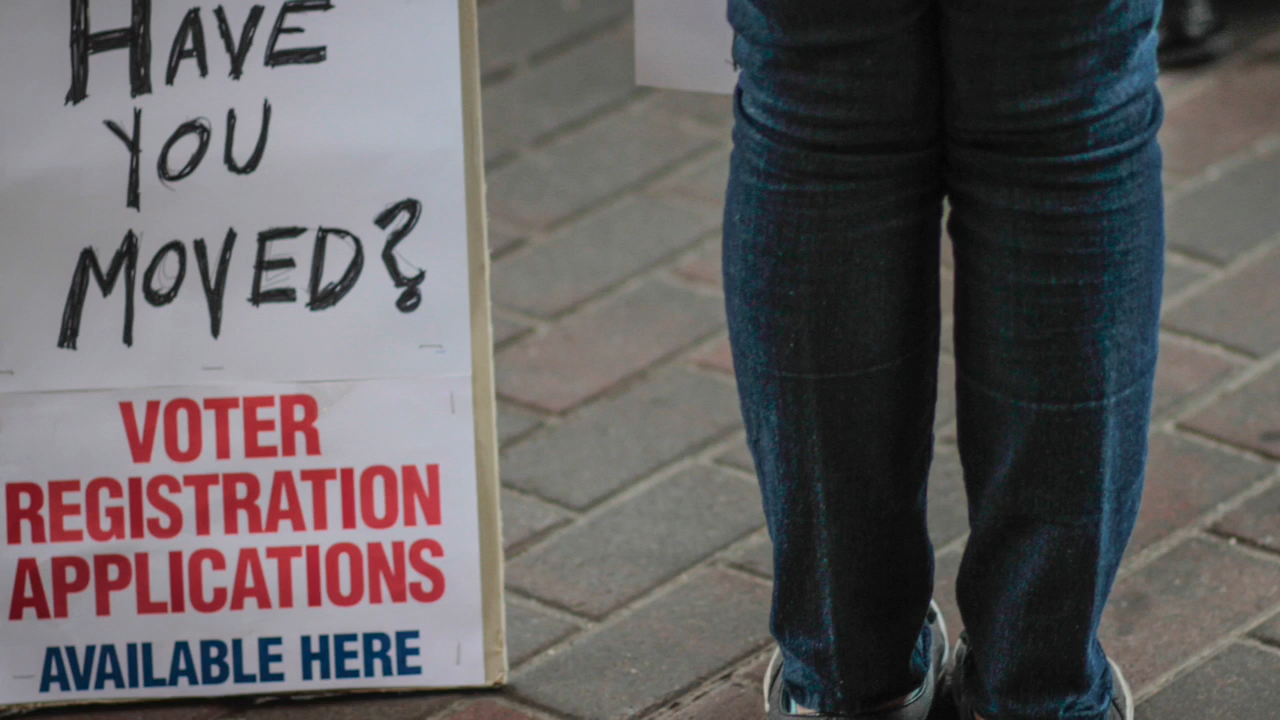 HAVE
YOU
MOVED?
VOTER
REGISTRATION
APPLICATIONS
AVAILABLE HERE